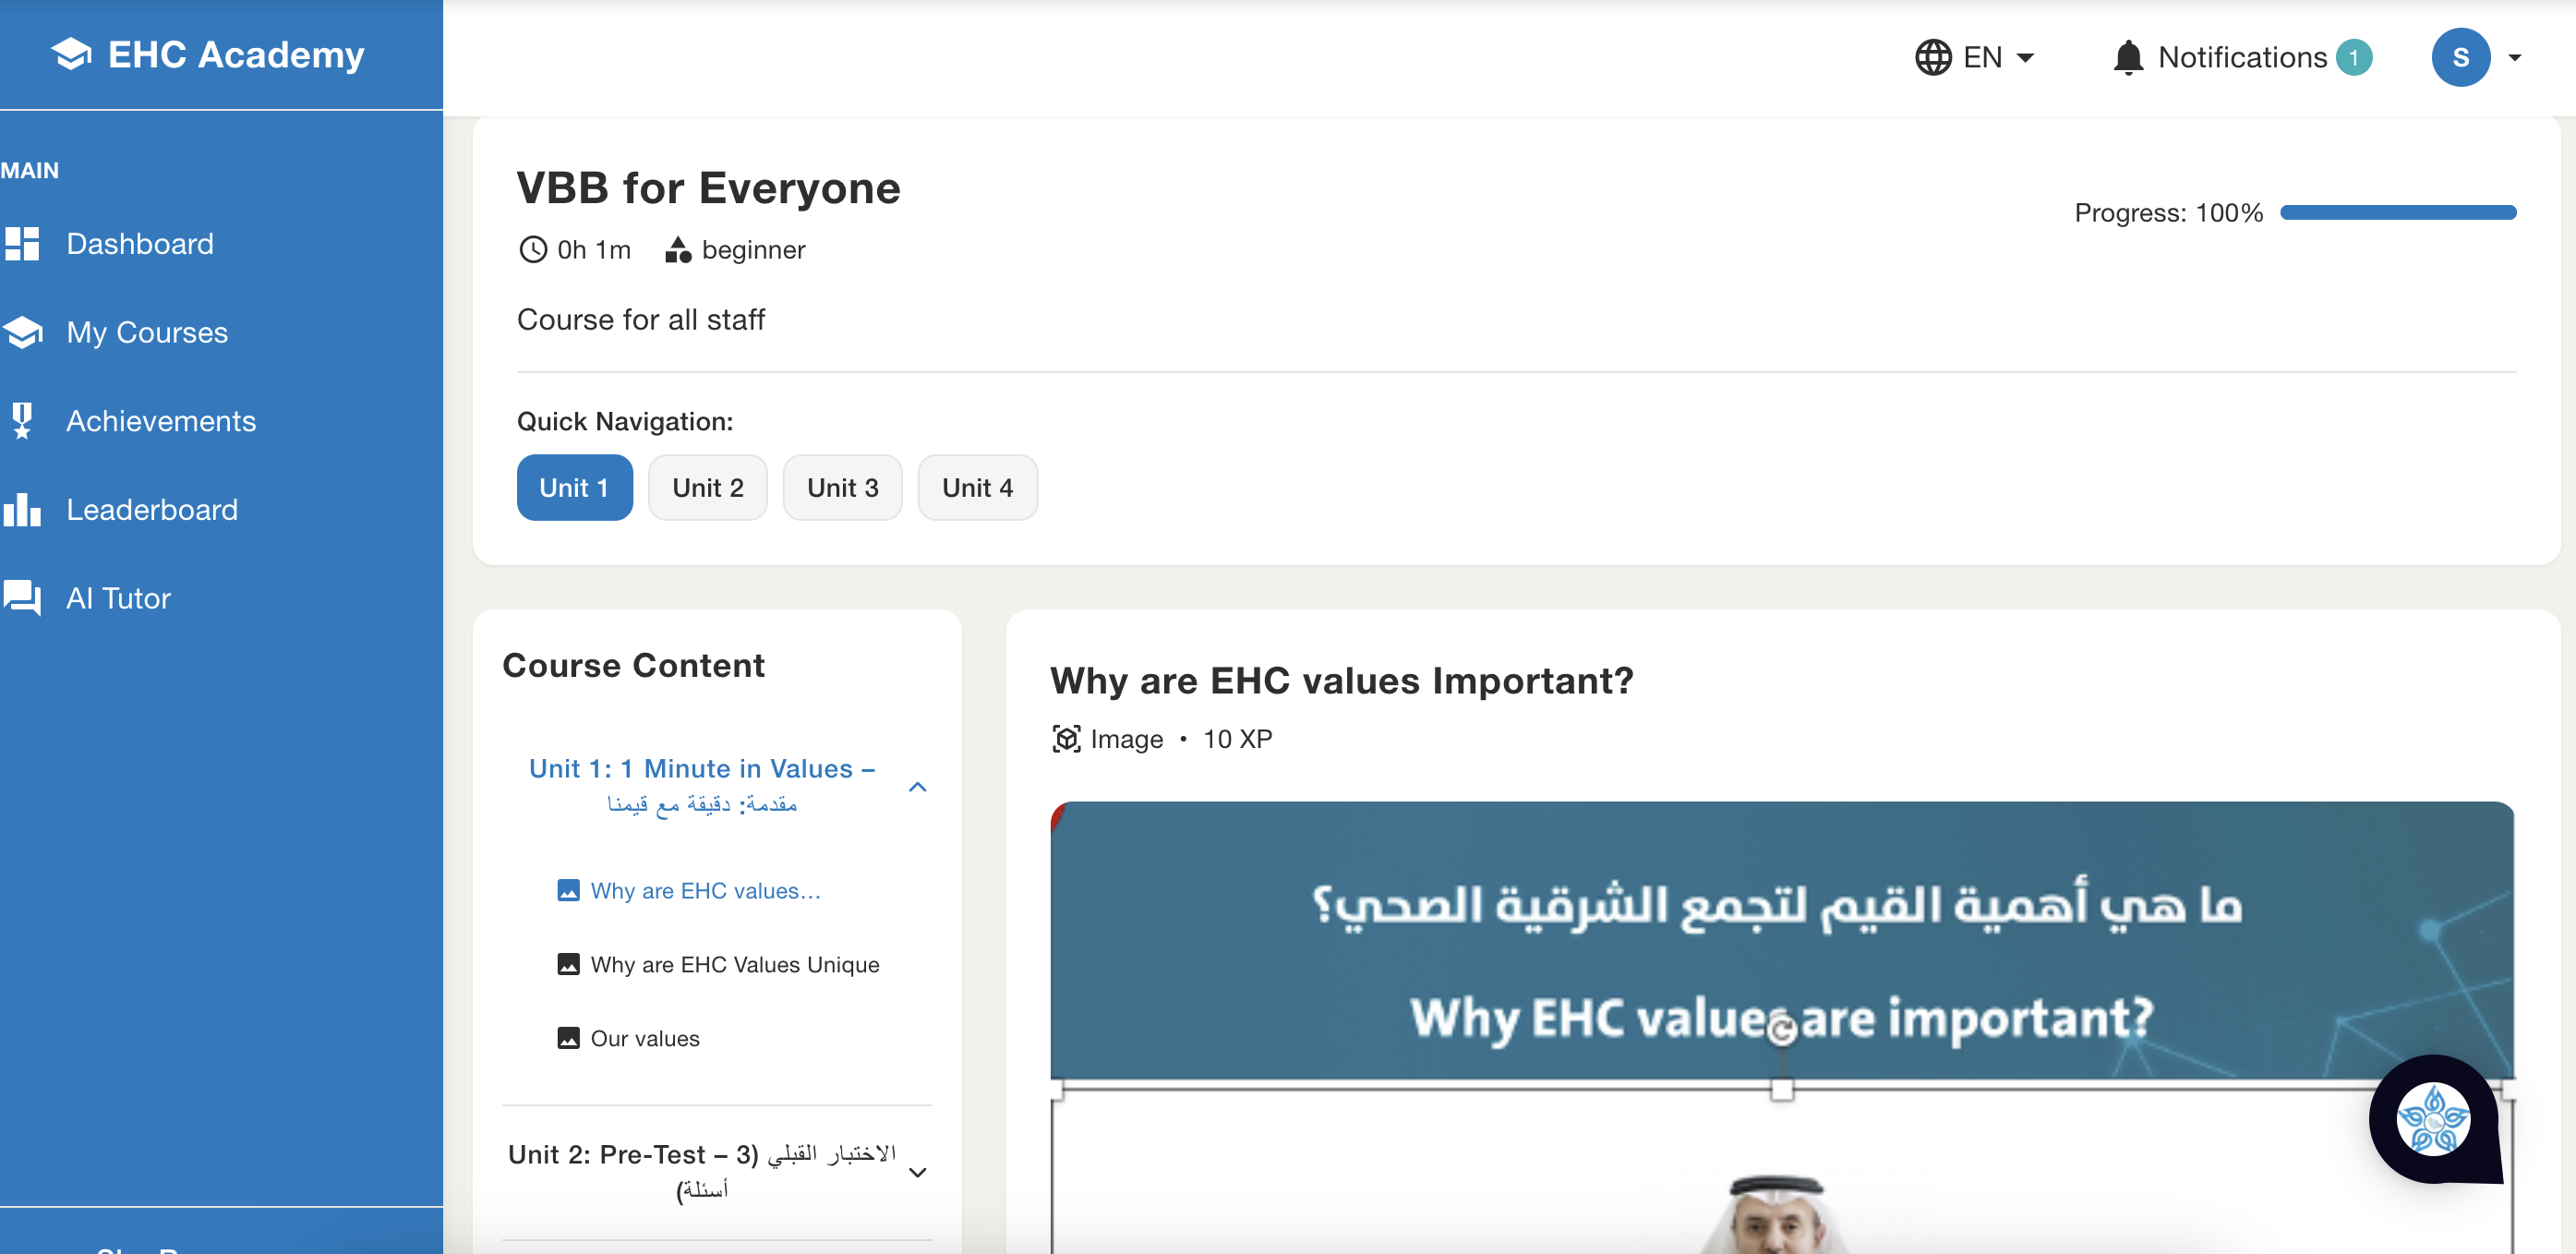 EHC Academy
EN
Notifications 1
S
MAIN
Dashboard
My Courses
Achievements
Leaderboard
AI Tutor
VBB for Everyone
0h 1m beginner
Progress: 100%
Course for all staff
Quick Navigation:
Unit 1 Unit 2 Unit 3 Unit 4
Course Content
Unit 1: 1 Minute in Values –
مقدمة: دقيقة مع قيمنا
Why are EHC values...
Why are EHC Values Unique
Our values
Unit 2: Pre-Test – الاختبار القبلي (3
أسئلة)
Why are EHC values Important?
Image • 10 XP
ما هي أهمية القيم لتجمع الشرقية الصحي؟
Why EHC values are important?